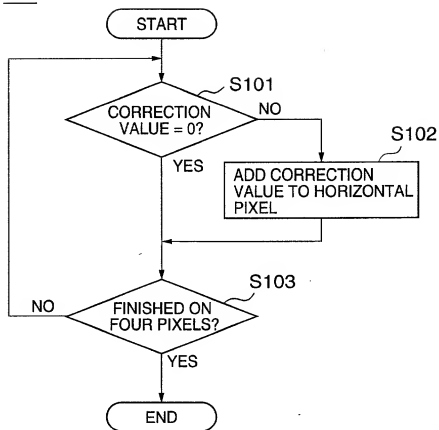 START
S101
CORRECTION
VALUE = 0?
NO
YES
S102
ADD CORRECTION
VALUE TO HORIZONTAL
PIXEL
S103
FINISHED ON
FOUR PIXELS?
NO
YES
END